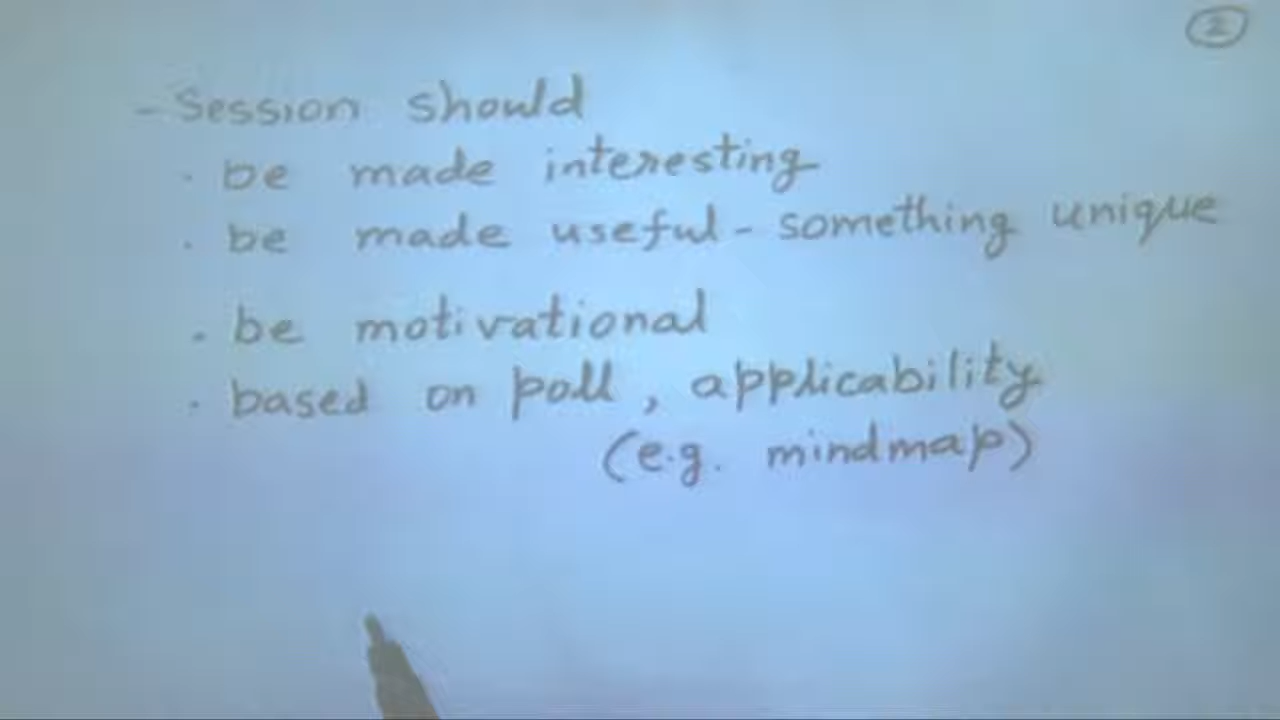 2
- Session should
· be made interesting
· be made useful - something unique
· be motivational
· based on poll, applicability
(e.g. mindmap)